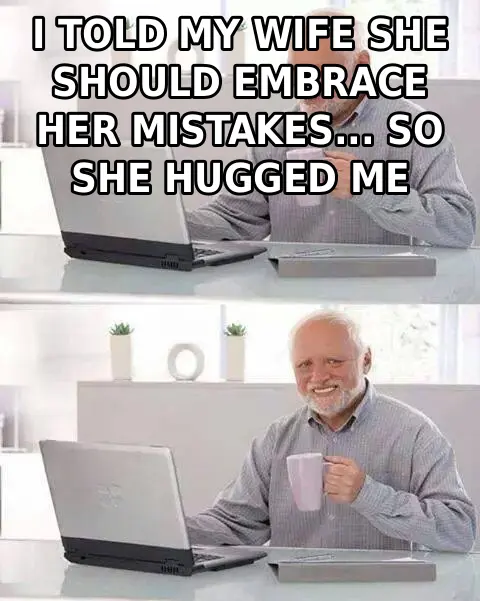 I TOLD MY WIFE SHE
SHOULD EMBRACE
HER MISTAKES... SO
SHE HUGGED ME